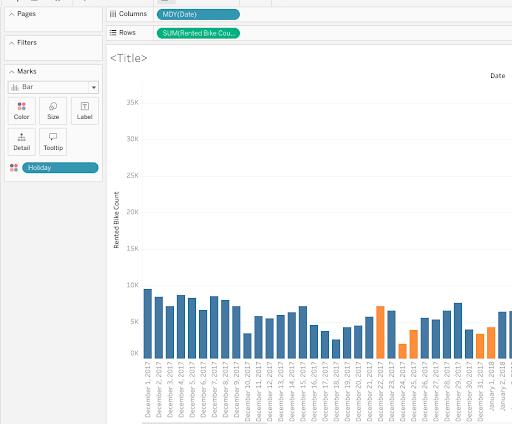 Pages
Columns
MDY(Date)
Rows
SUM(Rented Bike Cou...
Filters
<Title>
Marks
Bar
Color
Size
Label
Detail
Tooltip
Holiday
Date
Rented Bike Count
35K
30K
25K
20K
15K
10K
5K
0K
December 1, 2017
December 2, 2017
December 3, 2017
December 4, 2017
December 5, 2017
December 6, 2017
December 7, 2017
December 8, 2017
December 9, 2017
December 10, 2017
December 11, 2017
December 12, 2017
December 13, 2017
December 14, 2017
December 15, 2017
December 16, 2017
December 17, 2017
December 18, 2017
December 19, 2017
December 20, 2017
December 21, 2017
December 22, 2017
December 23, 2017
December 24, 2017
December 25, 2017
December 26, 2017
December 27, 2017
December 28, 2017
December 29, 2017
December 30, 2017
December 31, 2017
January 1, 2018
January 2, 2018